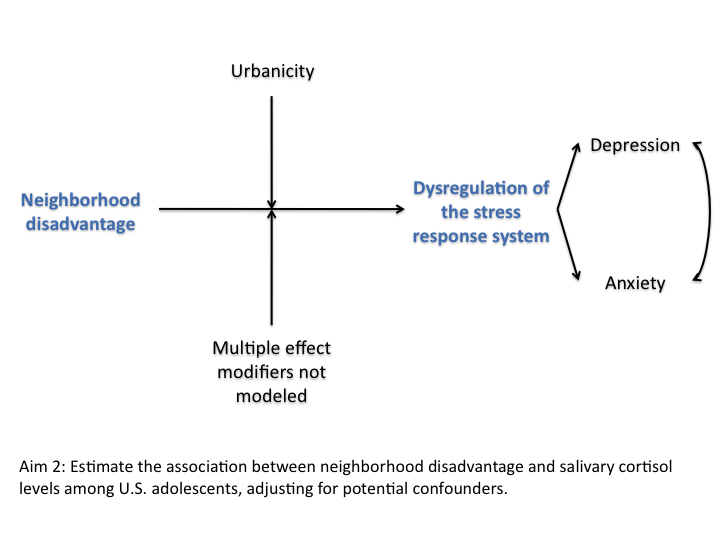 Urbanicity
Depression
Neighborhood
disadvantage
Dysregulation of
the stress
response system
Anxiety
Multiple effect
modifiers not
modeled
Aim 2: Estimate the association between neighborhood disadvantage and salivary cortisol
levels among U.S. adolescents, adjusting for potential confounders.